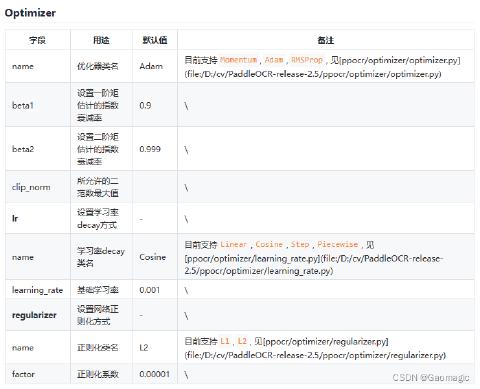 Optimizer
字段 用途 默认值 备注
name 优化器类名 Adam 目前支持 Momentum , Adam , RMSProp , 见[ppocr/optimizer/optimizer.py]
(file:/D:/cv/PaddleOCR-release-2.5/ppocr/optimizer/optimizer.py)
beta1 设置一阶矩估计的指数衰减率 0.9 \
beta2 设置二阶矩估计的指数衰减率 0.999 \
clip_norm 所允许的二范数最大值 \
lr 设置学习率decay方式 - \
name 学习率decay类名 Cosine 目前支持 Linear , Cosine , Step , Piecewise , 见
[ppocr/optimizer/learning_rate.py](file:/D:/cv/PaddleOCR-release-
2.5/ppocr/optimizer/learning_rate.py)
learning_rate 基础学习率 0.001 \
regularizer 设置网络正则化方式 - \
name 正则化类名 L2 目前支持 L1 , L2 , 见[ppocr/optimizer/regularizer.py]
(file:/D:/cv/PaddleOCR-release-2.5/ppocr/optimizer/regularizer.py)
factor 正则化系数 0.00001 \
CSDN @Gaomagic